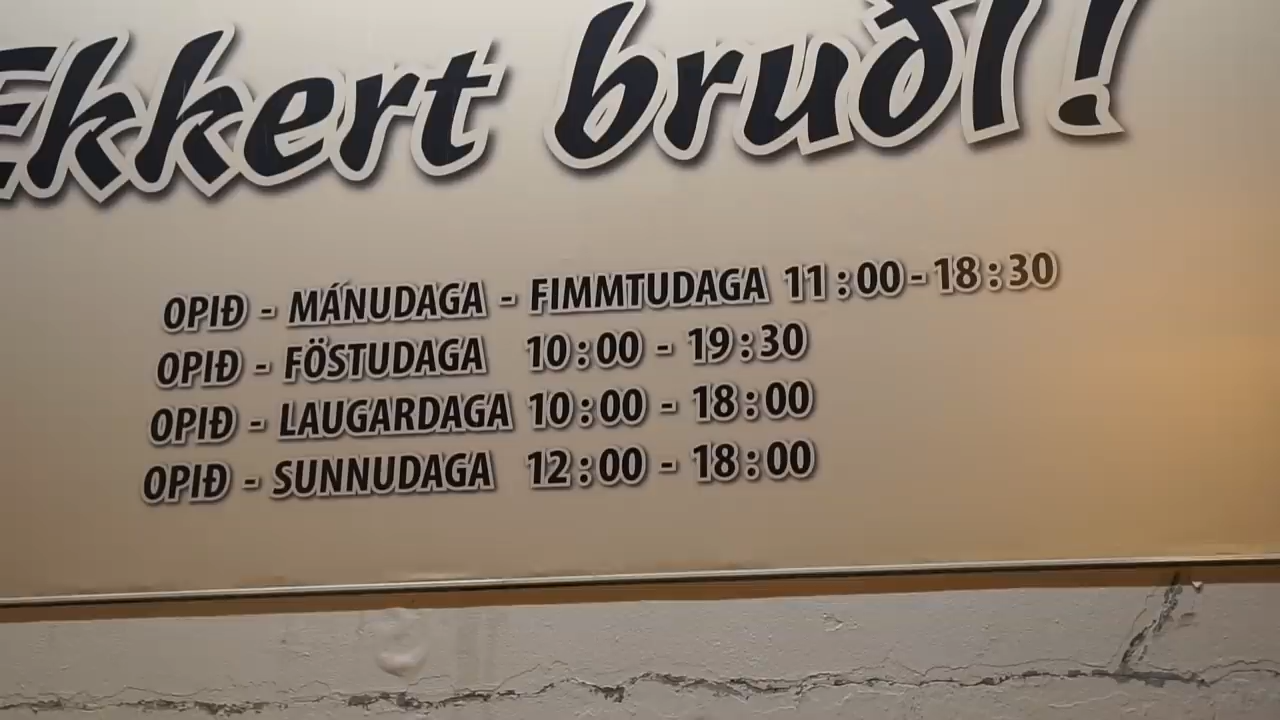 Ekkert bruðl!
OPIÐ - MÁNUDAGA - FIMMTUDAGA 11:00-18:30
OPIÐ - FÖSTUDAGA 10:00 - 19:30
OPIÐ - LAUGARDAGA 10:00 - 18:00
OPIÐ - SUNNUDAGA 12:00 - 18:00